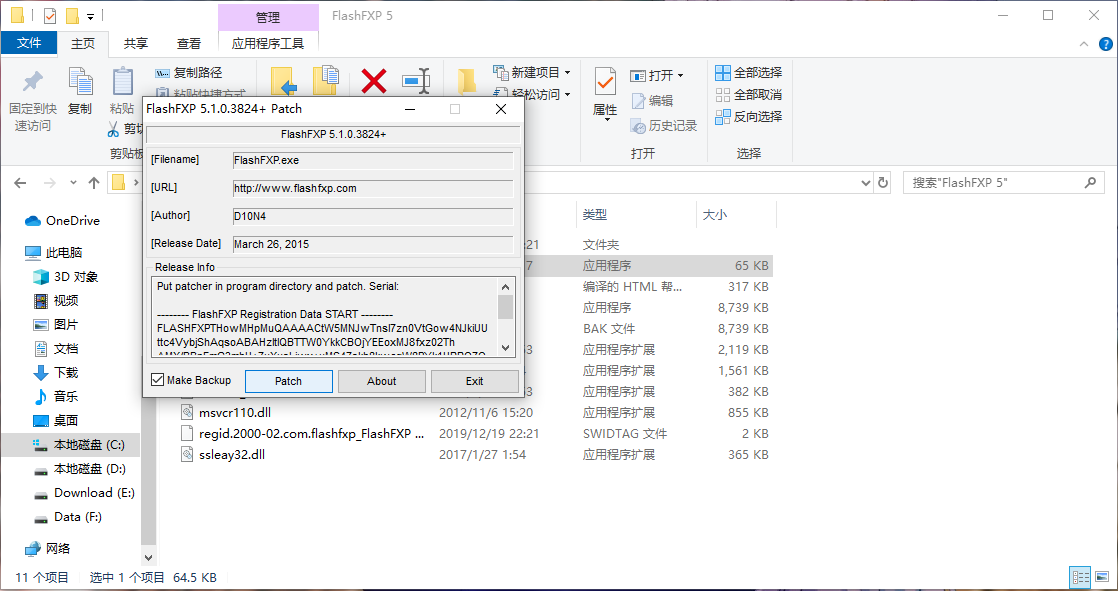 管理
FlashFXP 5
文件
主页
共享
查看
应用程序工具
固定到快
速访问
复制
粘贴
复制路径
粘贴快捷方式
剪切
剪贴板
新建项目
轻松访问
属性
打开
编辑
历史记录
打开
全部选择
全部取消
反向选择
选择
搜索"FlashFXP 5"
FlashFXP 5.1.0.3824+ Patch
FlashFXP 5.1.0.3824+
[Filename]
FlashFXP.exe
[URL]
http://www.flashfxp.com
[Author]
D10N4
[Release Date]
March 26, 2015
Release Info
Put patcher in program directory and patch. Serial:
-------- FlashFXP Registration Data START --------
Make Backup
Patch
About
Exit
OneDrive
此电脑
3D 对象
视频
图片
文档
下载
音乐
桌面
本地磁盘 (C:)
本地磁盘 (D:)
Download (E:)
Data (F:)
网络
类型
大小
文件夹
应用程序 65 KB
编译的 HTML 帮... 317 KB
应用程序 8,739 KB
BAK 文件 8,739 KB
应用程序扩展 2,119 KB
应用程序扩展 1,561 KB
应用程序扩展 382 KB
msvcr110.dll 2012/11/6 15:20 应用程序扩展 855 KB
regid.2000-02.com.flashfxp_FlashFXP ... 2019/12/19 22:21 SWIDTAG 文件 2 KB
ssleay32.dll 2017/1/27 1:54 应用程序扩展 365 KB
11 个项目 选中 1 个项目 64.5 KB